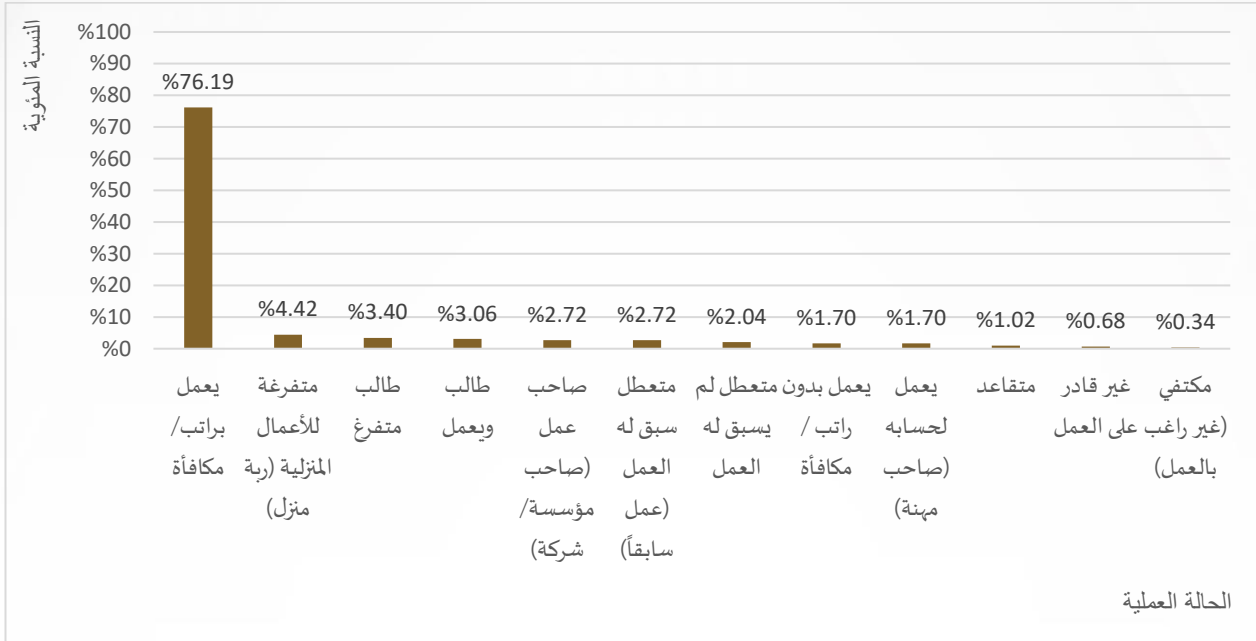 النسبة المئوية
%100
%90
%80
%70
%60
%50
%40
%30
%20
%10
%0
%76.19
%4.42
%3.40
%3.06
%2.72
%2.72
%2.04
%1.70
%1.70
%1.02
%0.68
%0.34
يعمل
براتب/
مكافأة
متفرغة
للأعمال
المنزلية (ربة
منزل)
طالب
متفرغ
طالب
ويعمل
صاحب
عمل
(صاحب
مؤسسة/
شركة)
متعطل
سبق له
العمل
(عمل
سابقاً)
متعطل لم
يسبق له
العمل
يعمل بدون
راتب /
مكافأة
يعمل
لحسابه
(صاحب
مهنة)
متقاعد
غير قادر
على العمل
مكتفي
(غير راغب
بالعمل)
الحالة العملية